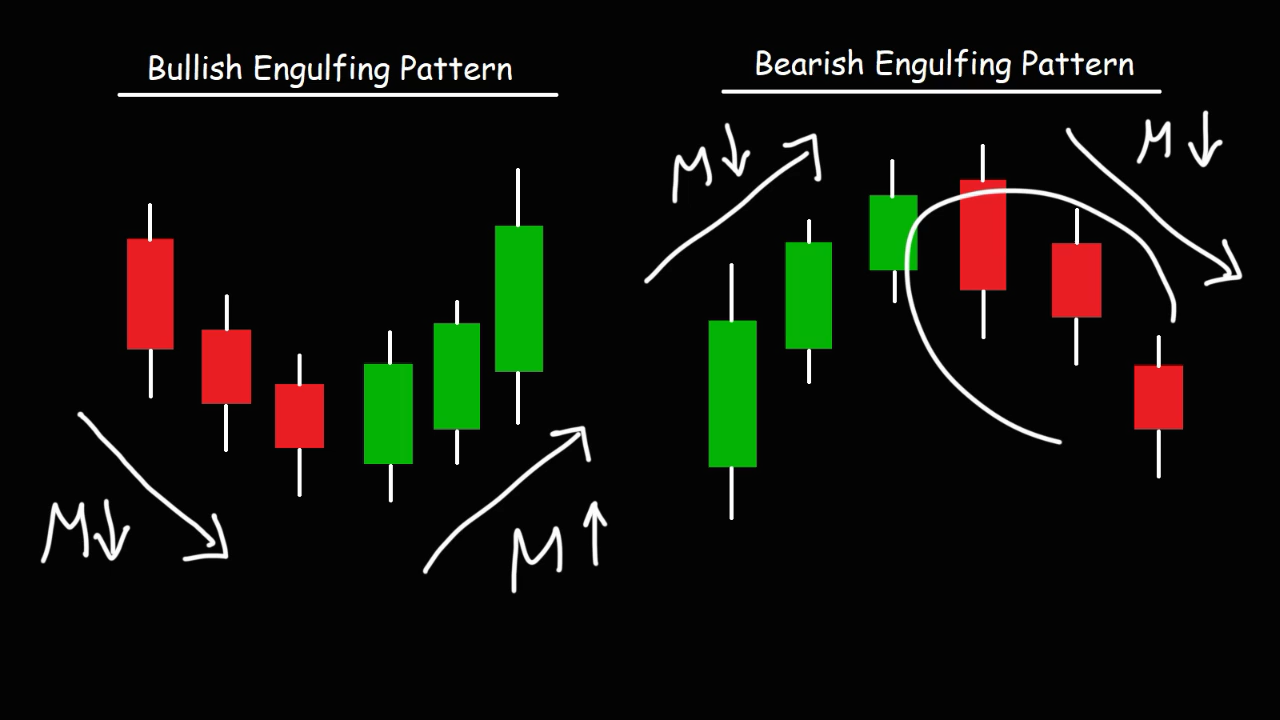 Bullish Engulfing Pattern
M↓
M↑
Bearish Engulfing Pattern
M↓
M↓